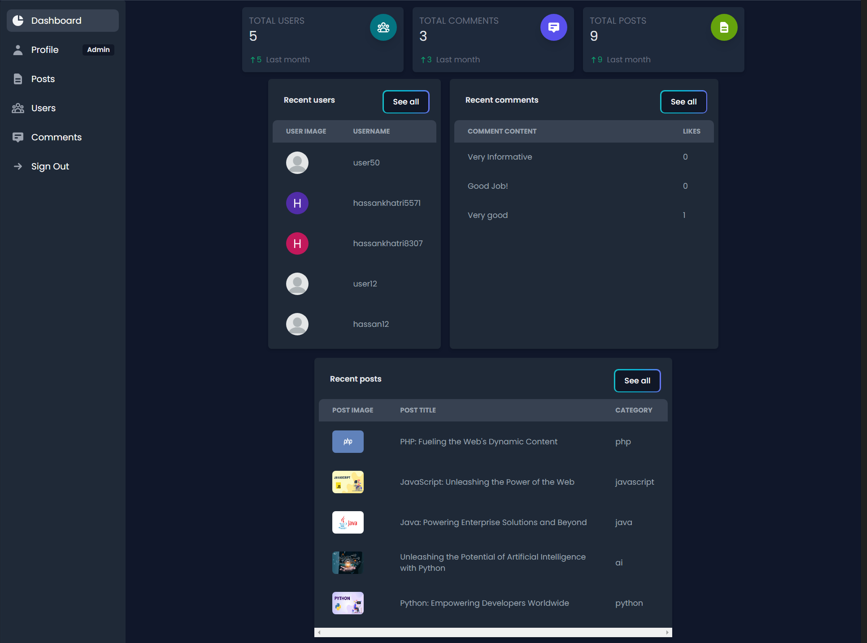 Dashboard
Profile Admin
Posts
Users
Comments
Sign Out
TOTAL USERS
5
5 Last month
TOTAL COMMENTS
3
3 Last month
TOTAL POSTS
9
9 Last month
Recent users See all
USER IMAGE USERNAME
user50
H hassankhatri5571
H hassankhatri8307
user12
hassan12
Recent comments See all
COMMENT CONTENT LIKES
Very Informative 0
Good Job! 0
Very good 1
Recent posts See all
POST IMAGE POST TITLE CATEGORY
php PHP: Fueling the Web's Dynamic Content php
JAVASCRIPT JavaScript: Unleashing the Power of the Web javascript
Java Java: Powering Enterprise Solutions and Beyond java
Unleashing the Potential of Artificial Intelligence
with Python ai
PYTHON Python: Empowering Developers Worldwide python